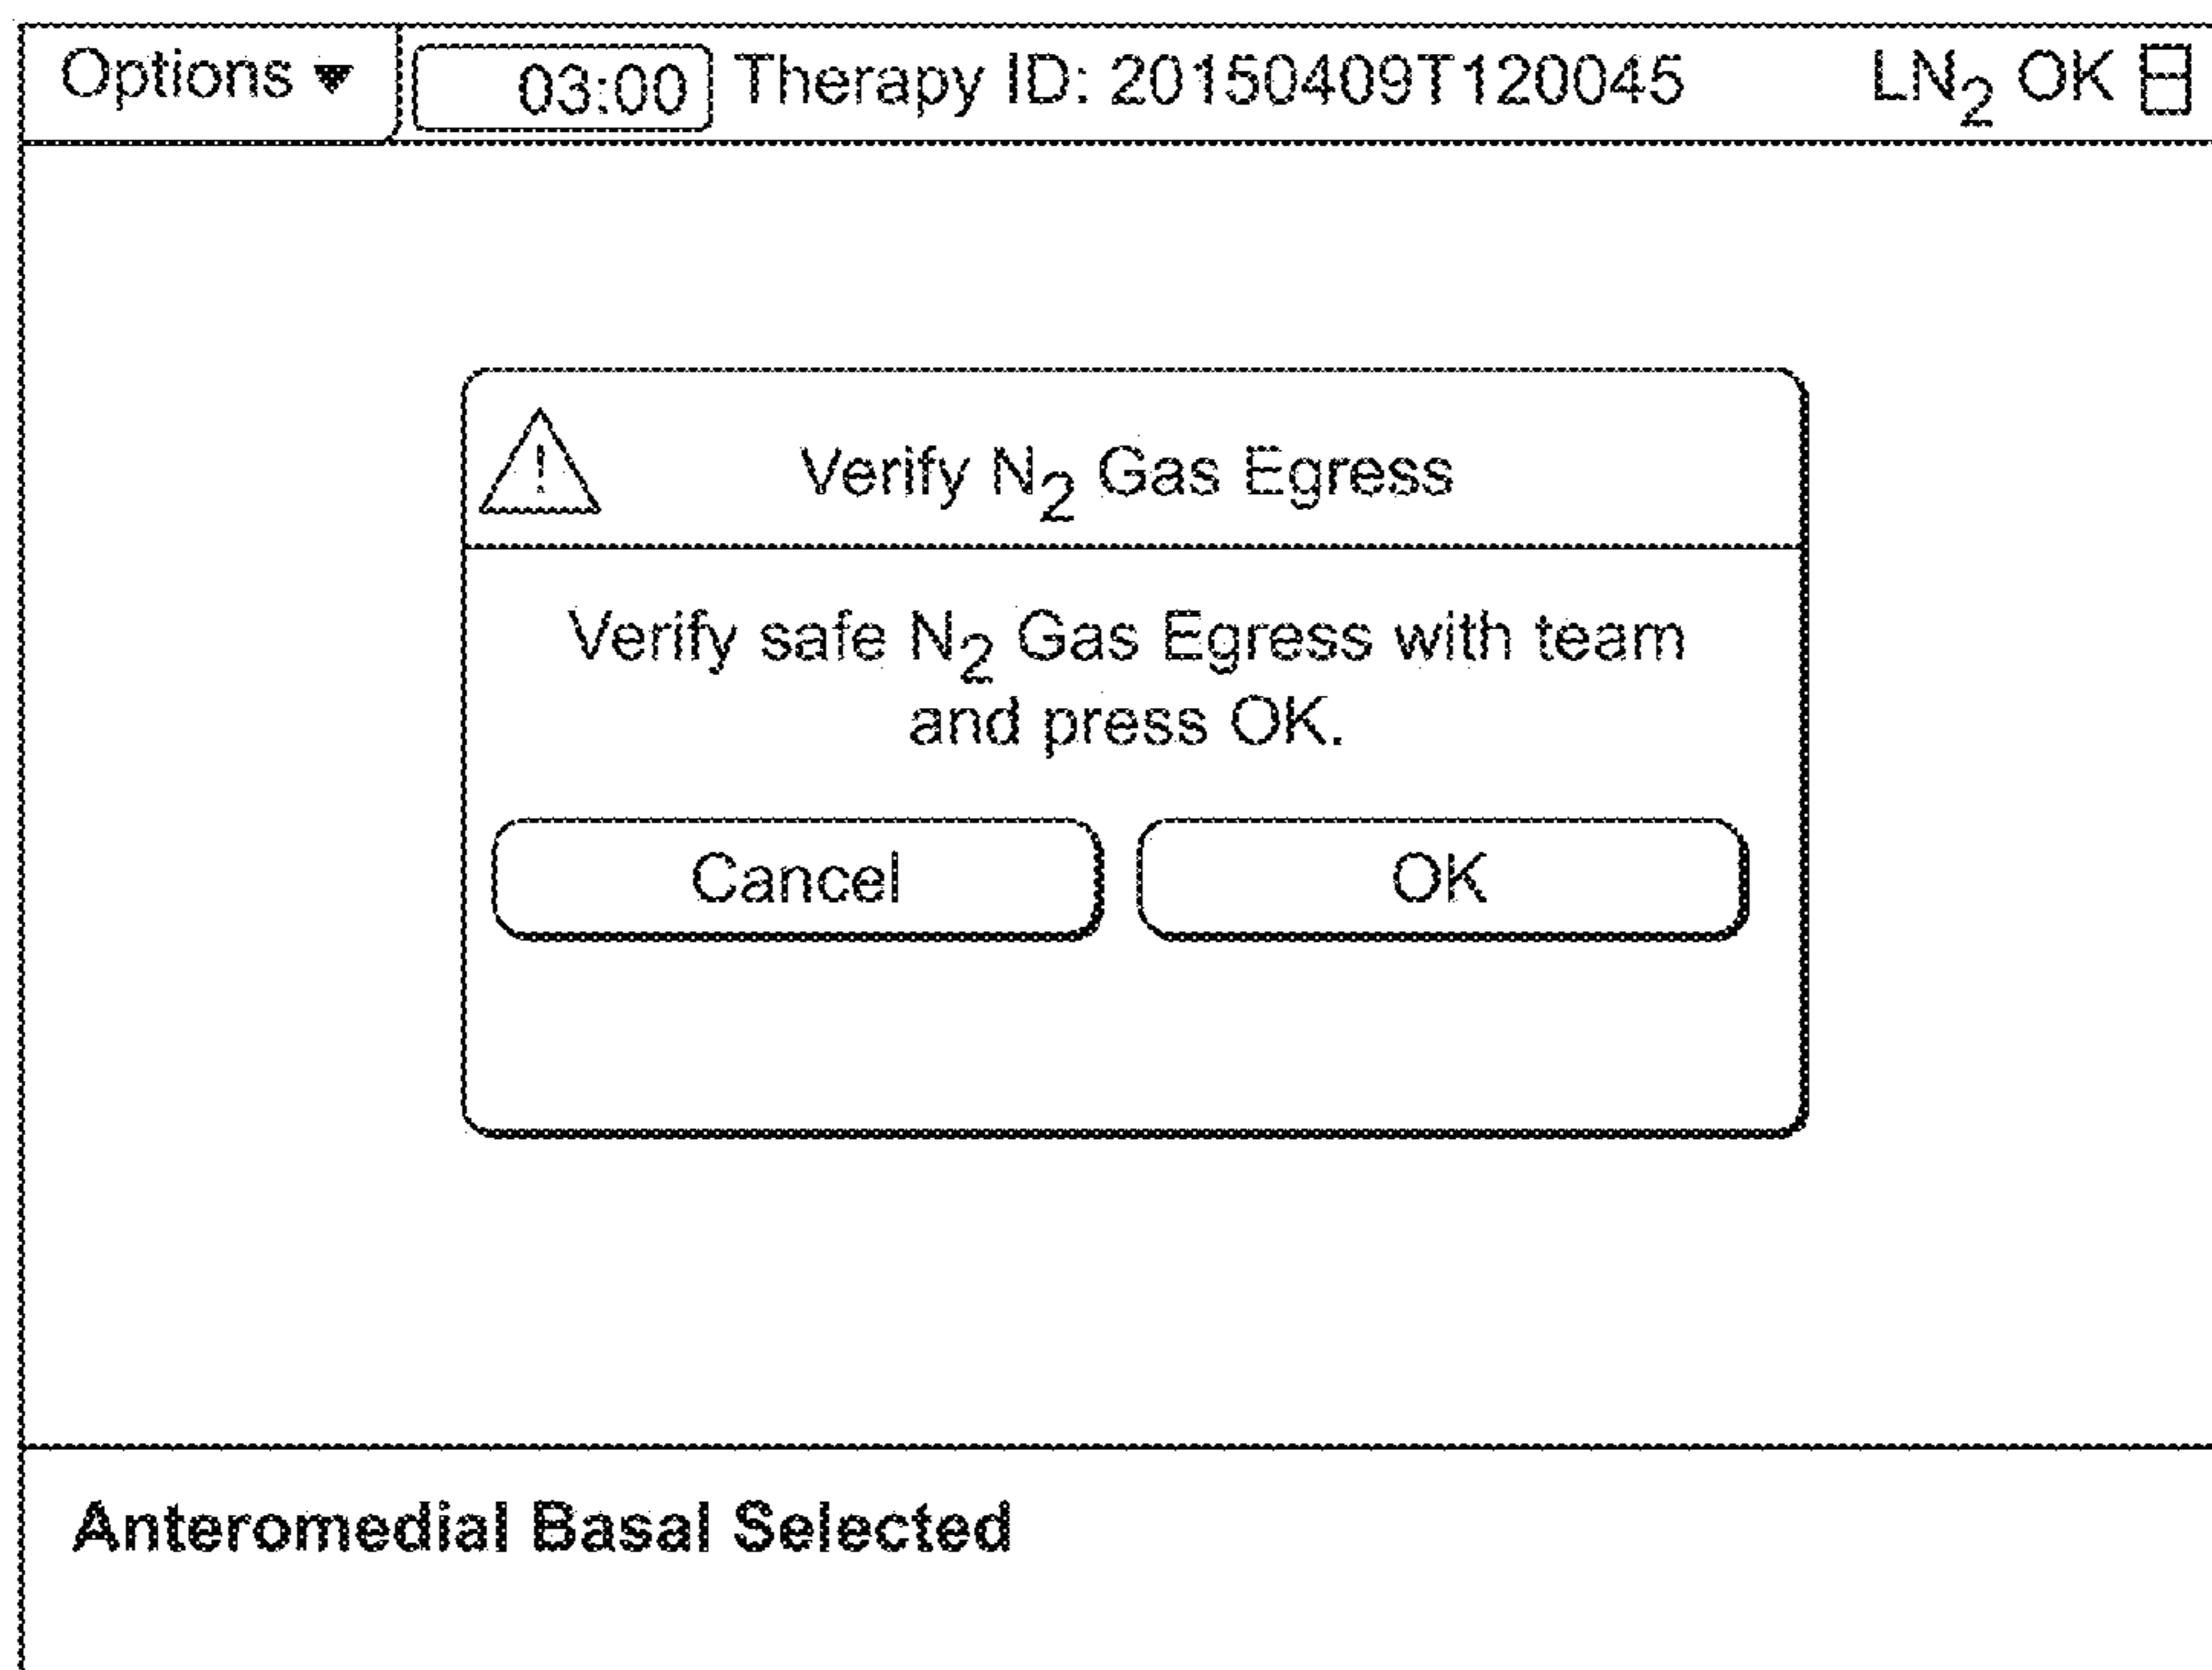 Options ▼ 03:00 Therapy ID: 20150409T120045 LN₂ OK
! Verify N₂ Gas Egress
Verify safe N₂ Gas Egress with team
and press OK.
Cancel OK
Anteromedial Basal Selected